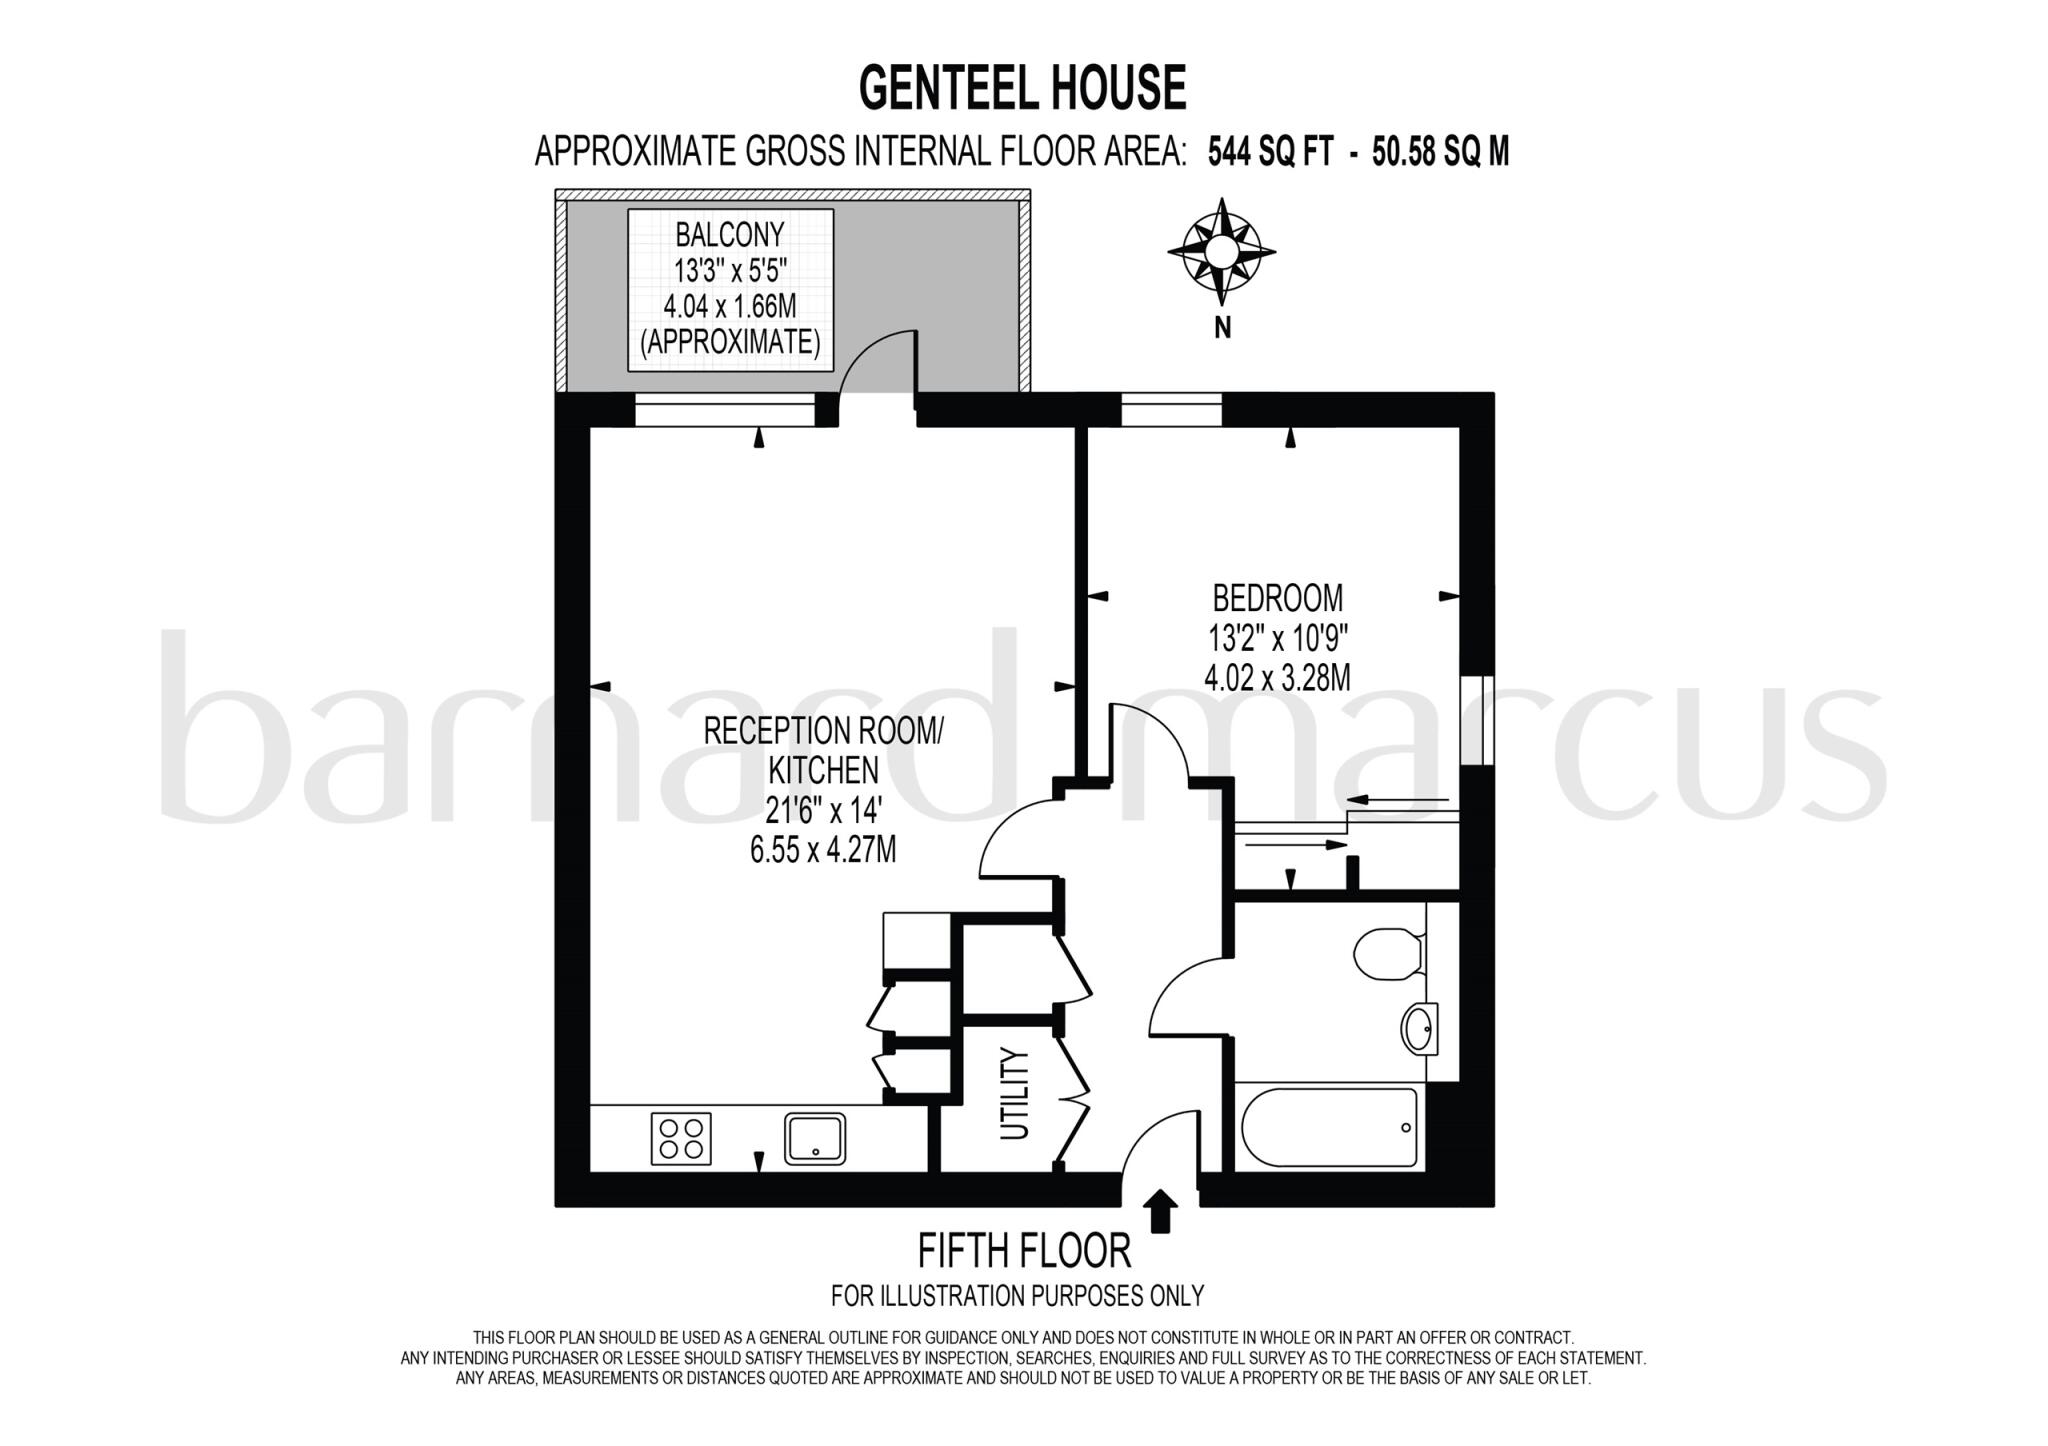 GENTEEL HOUSE
APPROXIMATE GROSS INTERNAL FLOOR AREA: 544 SQ FT - 50.58 SQ M
BALCONY
13'3" x 5'5"
4.04 x 1.66M
(APPROXIMATE)
N
BEDROOM
13'2" x 10'9"
4.02 x 3.28M
barnard marcus
RECEPTION ROOM/
KITCHEN
21'6" x 14'
6.55 x 4.27M
UTILITY
FIFTH FLOOR
FOR ILLUSTRATION PURPOSES ONLY
THIS FLOOR PLAN SHOULD BE USED AS A GENERAL OUTLINE FOR GUIDANCE ONLY AND DOES NOT CONSTITUTE IN WHOLE OR IN PART AN OFFER OR CONTRACT.
ANY INTENDING PURCHASER OR LESSEE SHOULD SATISFY THEMSELVES BY INSPECTION, SEARCHES, ENQUIRIES AND FULL SURVEY AS TO THE CORRECTNESS OF EACH STATEMENT.
ANY AREAS, MEASUREMENTS OR DISTANCES QUOTED ARE APPROXIMATE AND SHOULD NOT BE USED TO VALUE A PROPERTY OR BE THE BASIS OF ANY SALE OR LET.